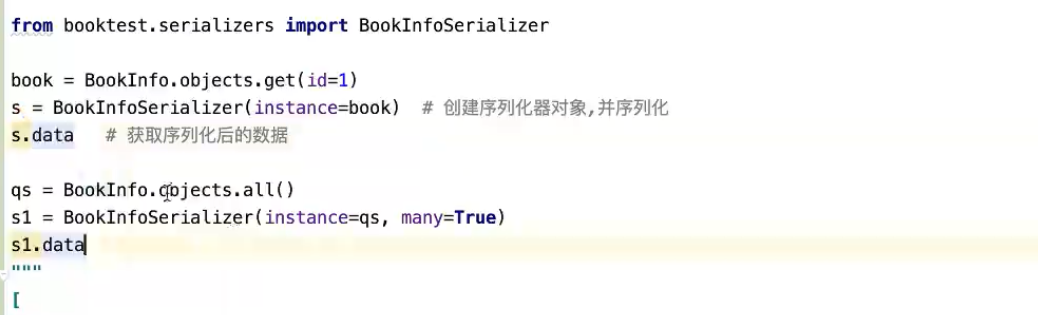 from booktest.serializers import BookInfoSerializer
book = BookInfo.objects.get(id=1)
s = BookInfoSerializer(instance=book)  # 创建序列化器对象,并序列化
s.data   # 获取序列化后的数据
qs = BookInfo.objects.all()
s1 = BookInfoSerializer(instance=qs, many=True)
s1.data
"""
[